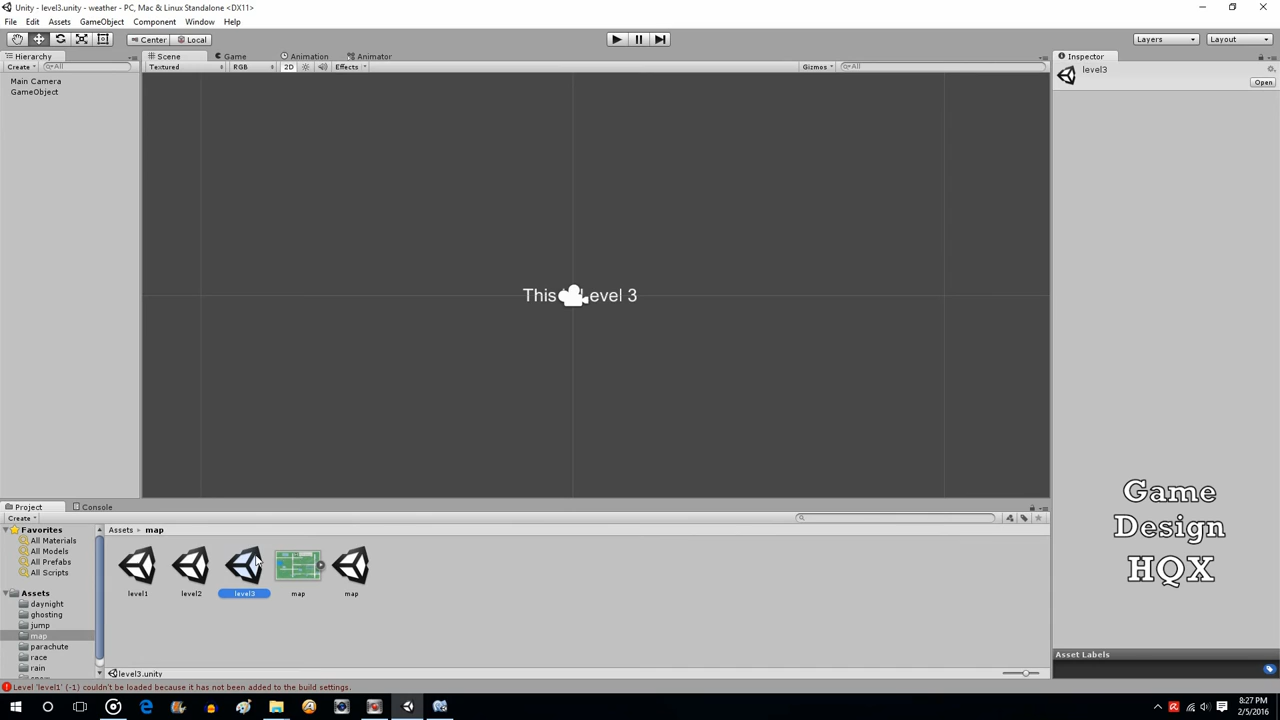 Unity - level3.unity - weather - PC, Mac & Linux Standalone <DX11>
File Edit Assets GameObject Component Window Help
Center Local Layers Layout
Hierarchy Scene Game Animation Animator Inspector
Create All Textured RGB 2D Effects Gizmos All level3
Main Camera Open
GameObject
This Level 3
Game
Design
HQX
Project Console
Create
Favorites Assets map
All Materials
All Models
All Prefabs
All Scripts
level1 level2 level3 map map
Assets
daynight
ghosting
jump
map
parachute
race Asset Labels
rain
level3.unity
Level 'level1' (-1) couldn't be loaded because it has not been added to the build settings.
8:27 PM
2/5/2016